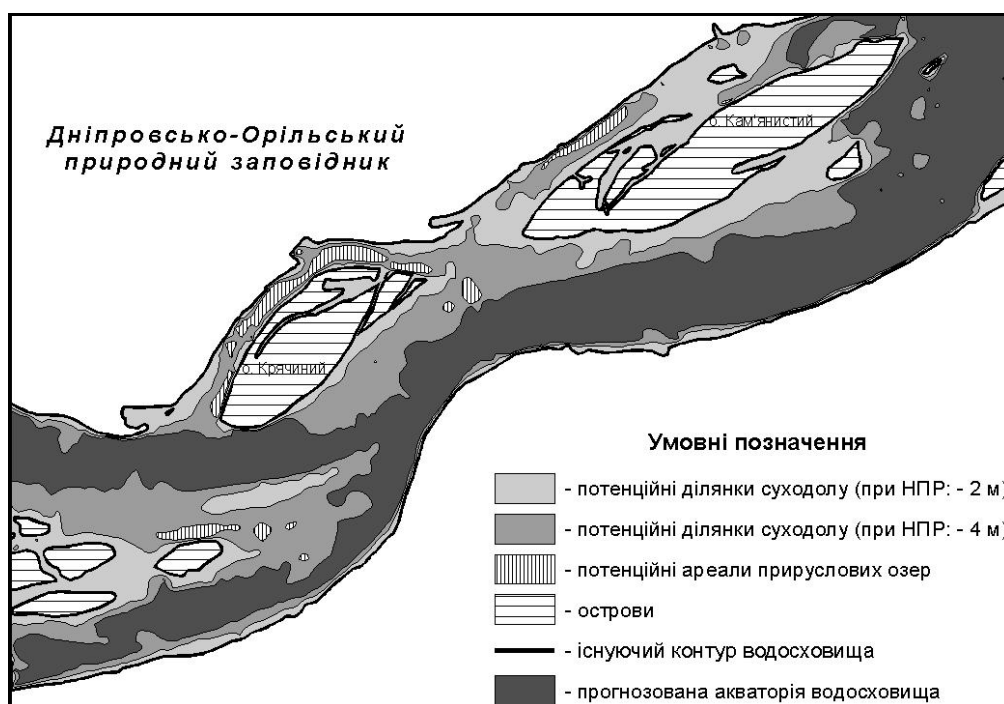 Дніпровсько-Орільський
природний заповідник
о. Кам'янистий
о. Крячиний
Умовні позначення
- потенційні ділянки суходолу (при НПР: - 2 м)
- потенційні ділянки суходолу (при НПР: - 4 м)
- потенційні ареали прируслових озер
- острови
- існуючий контур водосховища
- прогнозована акваторія водосховища